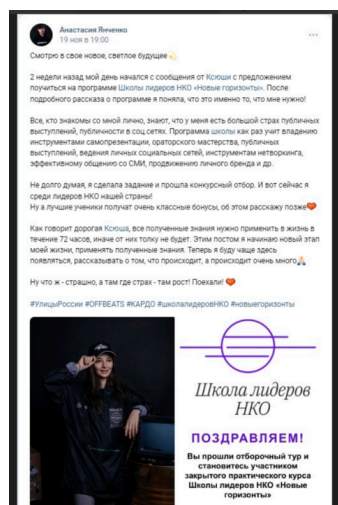 Анастасия Янченко
19 ноя в 19:00
Смотрю в свое новое, светлое будущее
2 недели назад мой день начался с сообщения от Ксюши с предложением
поучиться на программе Школы лидеров НКО «Новые горизонты». После
подробного рассказа о программе я поняла, что это именно то, что мне нужно!
Все, кто знакомы со мной лично, знают, что у меня есть большой страх публичных
выступлений, публичности в соц.сетях. Программа школы как раз учит владению
инструментами самопрезентации, ораторского мастерства, публичных
выступлений, ведения личных социальных сетей, инструментам нетворкинга,
эффективному общению со СМИ, продвижению личного бренда и др.
Не долго думая, я сделала задание и прошла конкурсный отбор. И вот сейчас я
среди лидеров НКО нашей страны!
Ну а лучшие ученики получат очень классные бонусы, об этом расскажу позже
Как говорит дорогая Ксюша, все полученные знания нужно применить в жизнь в
течение 72 часов, иначе от них толку не будет. Этим постом я начинаю новый этап
моей жизни, применять полученные знания. Теперь я буду чаще здесь
появляться, рассказывать о том, что происходит, а происходит очень много
Ну что ж - страшно, а там где страх - там рост! Поехали!
#УлицыРоссии #OFFBEATS #КАРДО #школалидеровНКО #новыегоризонты
Школа лидеров
НКО
ПОЗДРАВЛЯЕМ!
Вы прошли отборочный тур и
становитесь участником
закрытого практического курса
Школы лидеров НКО «Новые
горизонты»